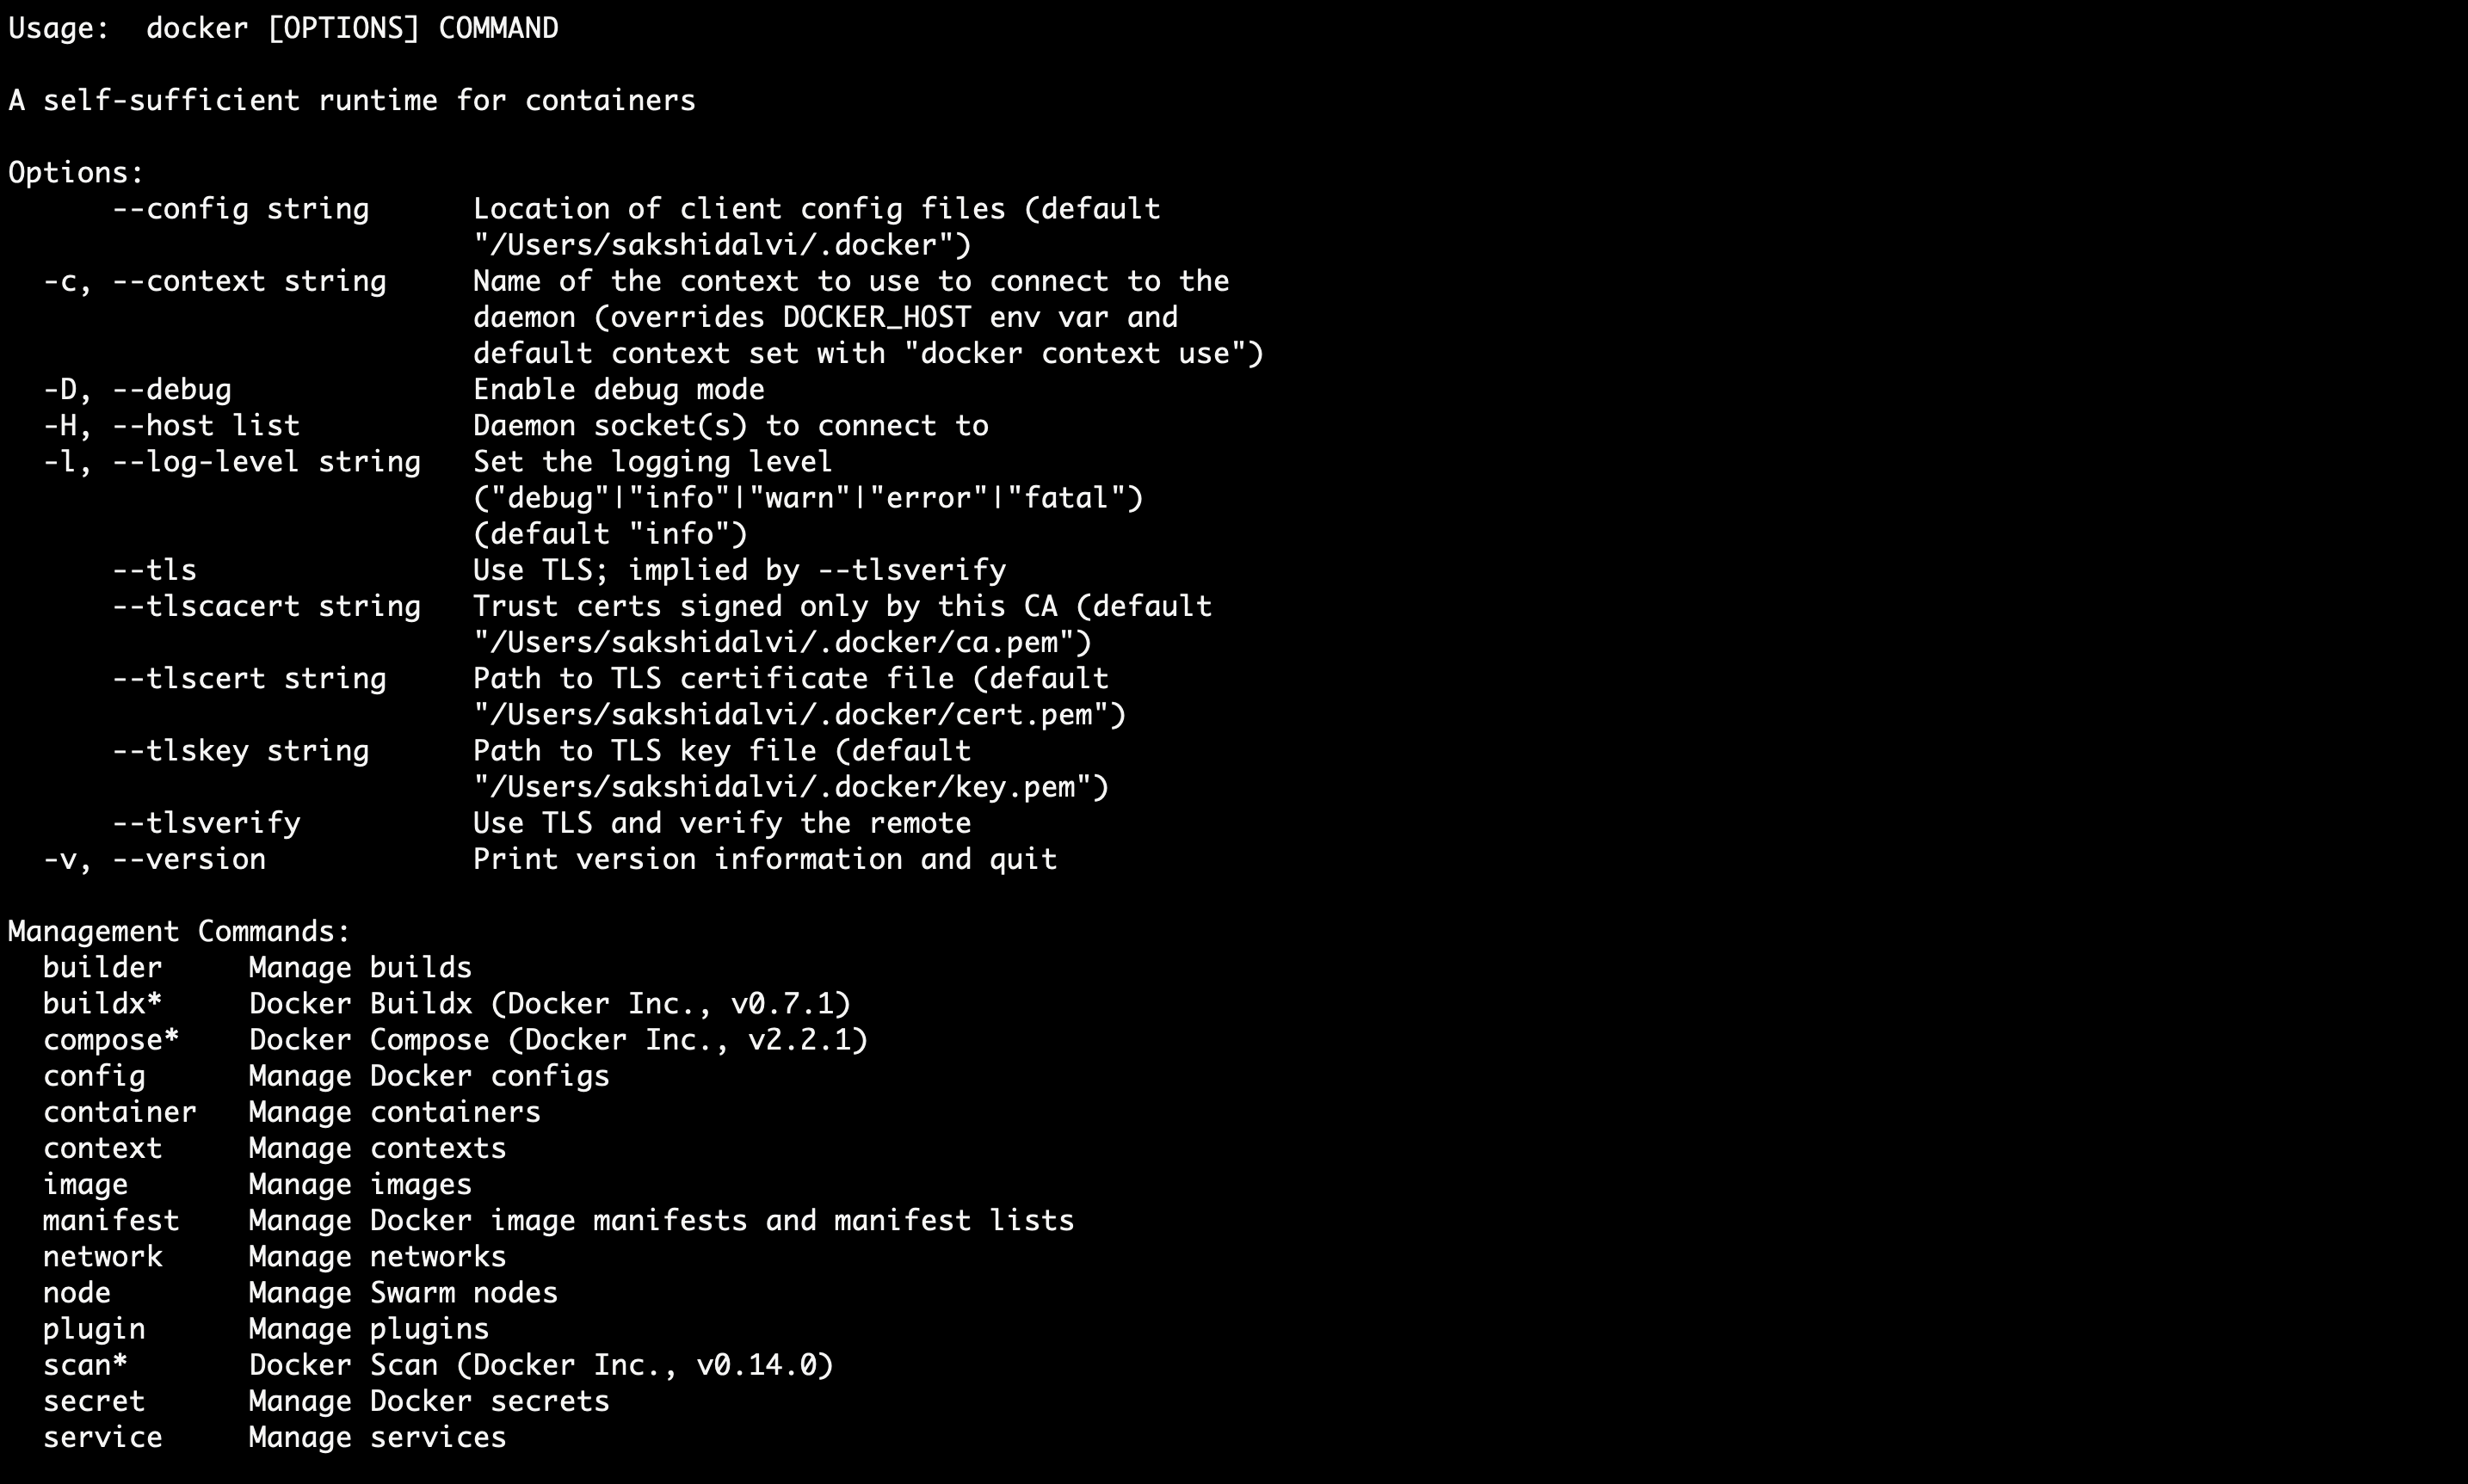 Usage:  docker [OPTIONS] COMMAND

A self-sufficient runtime for containers

Options:
      --config string      Location of client config files (default
                           "/Users/sakshidalvi/.docker")
  -c, --context string     Name of the context to use to connect to the
                           daemon (overrides DOCKER_HOST env var and
                           default context set with "docker context use")
  -D, --debug              Enable debug mode
  -H, --host list          Daemon socket(s) to connect to
  -l, --log-level string   Set the logging level
                           ("debug"|"info"|"warn"|"error"|"fatal")
                           (default "info")
      --tls                Use TLS; implied by --tlsverify
      --tlscacert string   Trust certs signed only by this CA (default
                           "/Users/sakshidalvi/.docker/ca.pem")
      --tlscert string     Path to TLS certificate file (default
                           "/Users/sakshidalvi/.docker/cert.pem")
      --tlskey string      Path to TLS key file (default
                           "/Users/sakshidalvi/.docker/key.pem")
      --tlsverify          Use TLS and verify the remote
  -v, --version            Print version information and quit

Management Commands:
  builder     Manage builds
  buildx*     Docker Buildx (Docker Inc., v0.7.1)
  compose*    Docker Compose (Docker Inc., v2.2.1)
  config      Manage Docker configs
  container   Manage containers
  context     Manage contexts
  image       Manage images
  manifest    Manage Docker image manifests and manifest lists
  network     Manage networks
  node        Manage Swarm nodes
  plugin      Manage plugins
  scan*       Docker Scan (Docker Inc., v0.14.0)
  secret      Manage Docker secrets
  service     Manage services